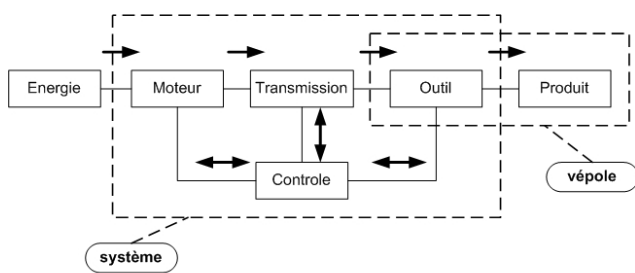 Energie
Moteur
Transmission
Outil
Produit
Controle
vépole
système